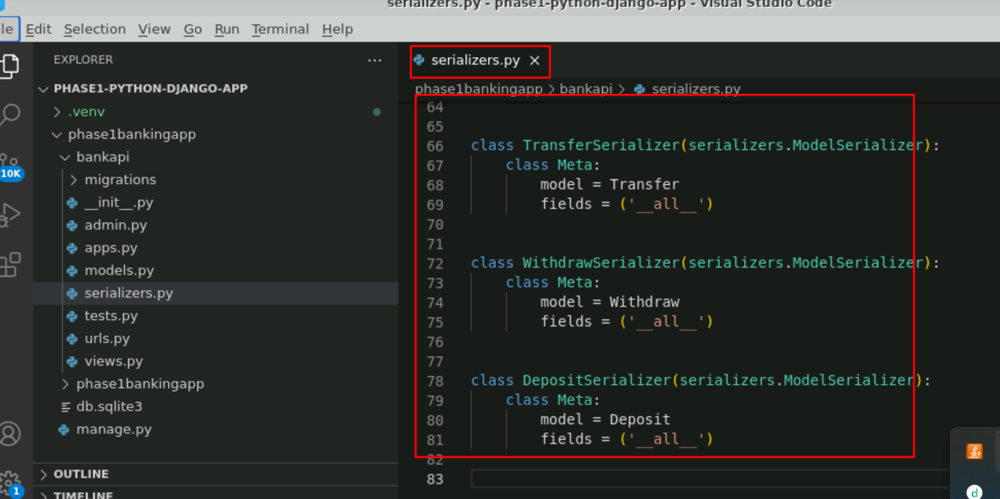 serializers.py - phase1-python-django-app - Visual Studio Code
le Edit Selection View Go Run Terminal Help
EXPLORER ...
PHASE1-PYTHON-DJANGO-APP
.venv
phase1bankingapp
bankapi
migrations
__init__.py
admin.py
apps.py
models.py
serializers.py
tests.py
urls.py
views.py
phase1bankingapp
db.sqlite3
manage.py
OUTLINE
TIMELINE
10K
1
serializers.py
phase1bankingapp > bankapi > serializers.py
64
65
66 class TransferSerializer(serializers.ModelSerializer):
67     class Meta:
68         model = Transfer
69         fields = ('__all__')
70
71
72 class WithdrawSerializer(serializers.ModelSerializer):
73     class Meta:
74         model = Withdraw
75         fields = ('__all__')
76
77
78 class DepositSerializer(serializers.ModelSerializer):
79     class Meta:
80         model = Deposit
81         fields = ('__all__')
82
83
d